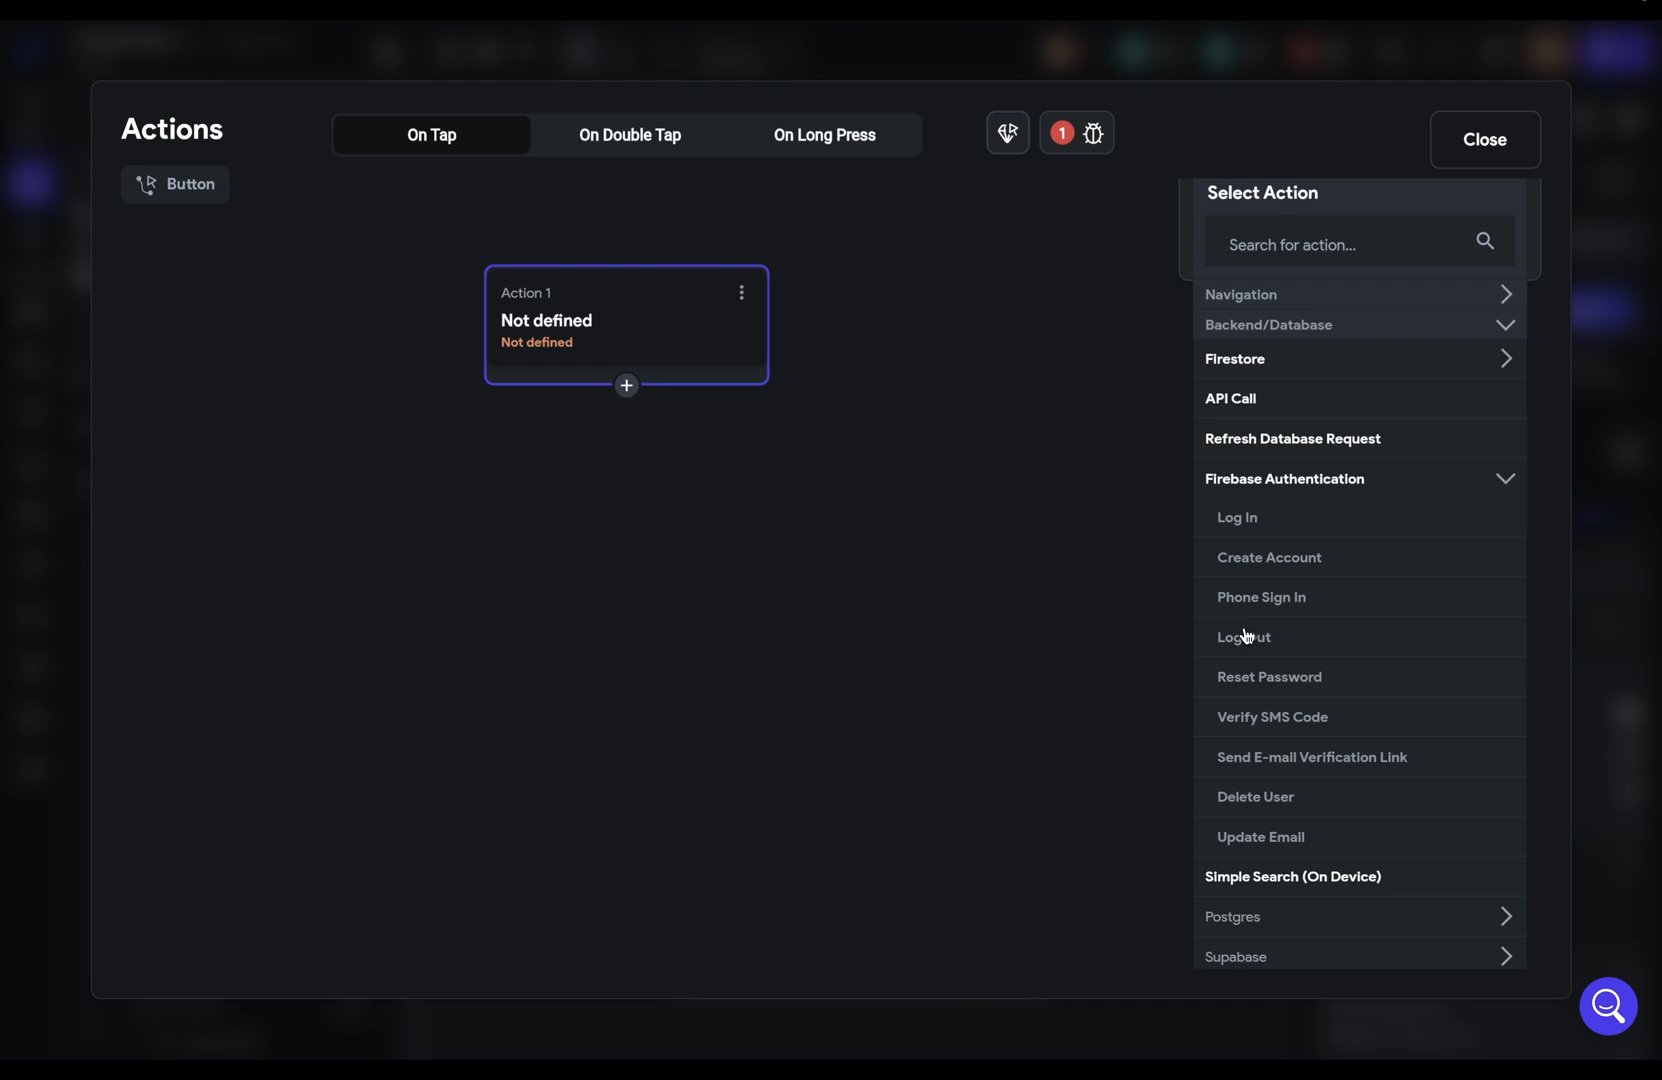 Actions
On Tap
On Double Tap
On Long Press
1
Close
Button
Select Action
Search for action...
Action 1
Not defined
Not defined
Navigation
Backend/Database
Firestore
API Call
Refresh Database Request
Firebase Authentication
Log In
Create Account
Phone Sign In
Log out
Reset Password
Verify SMS Code
Send E-mail Verification Link
Delete User
Update Email
Simple Search (On Device)
Postgres
Supabase